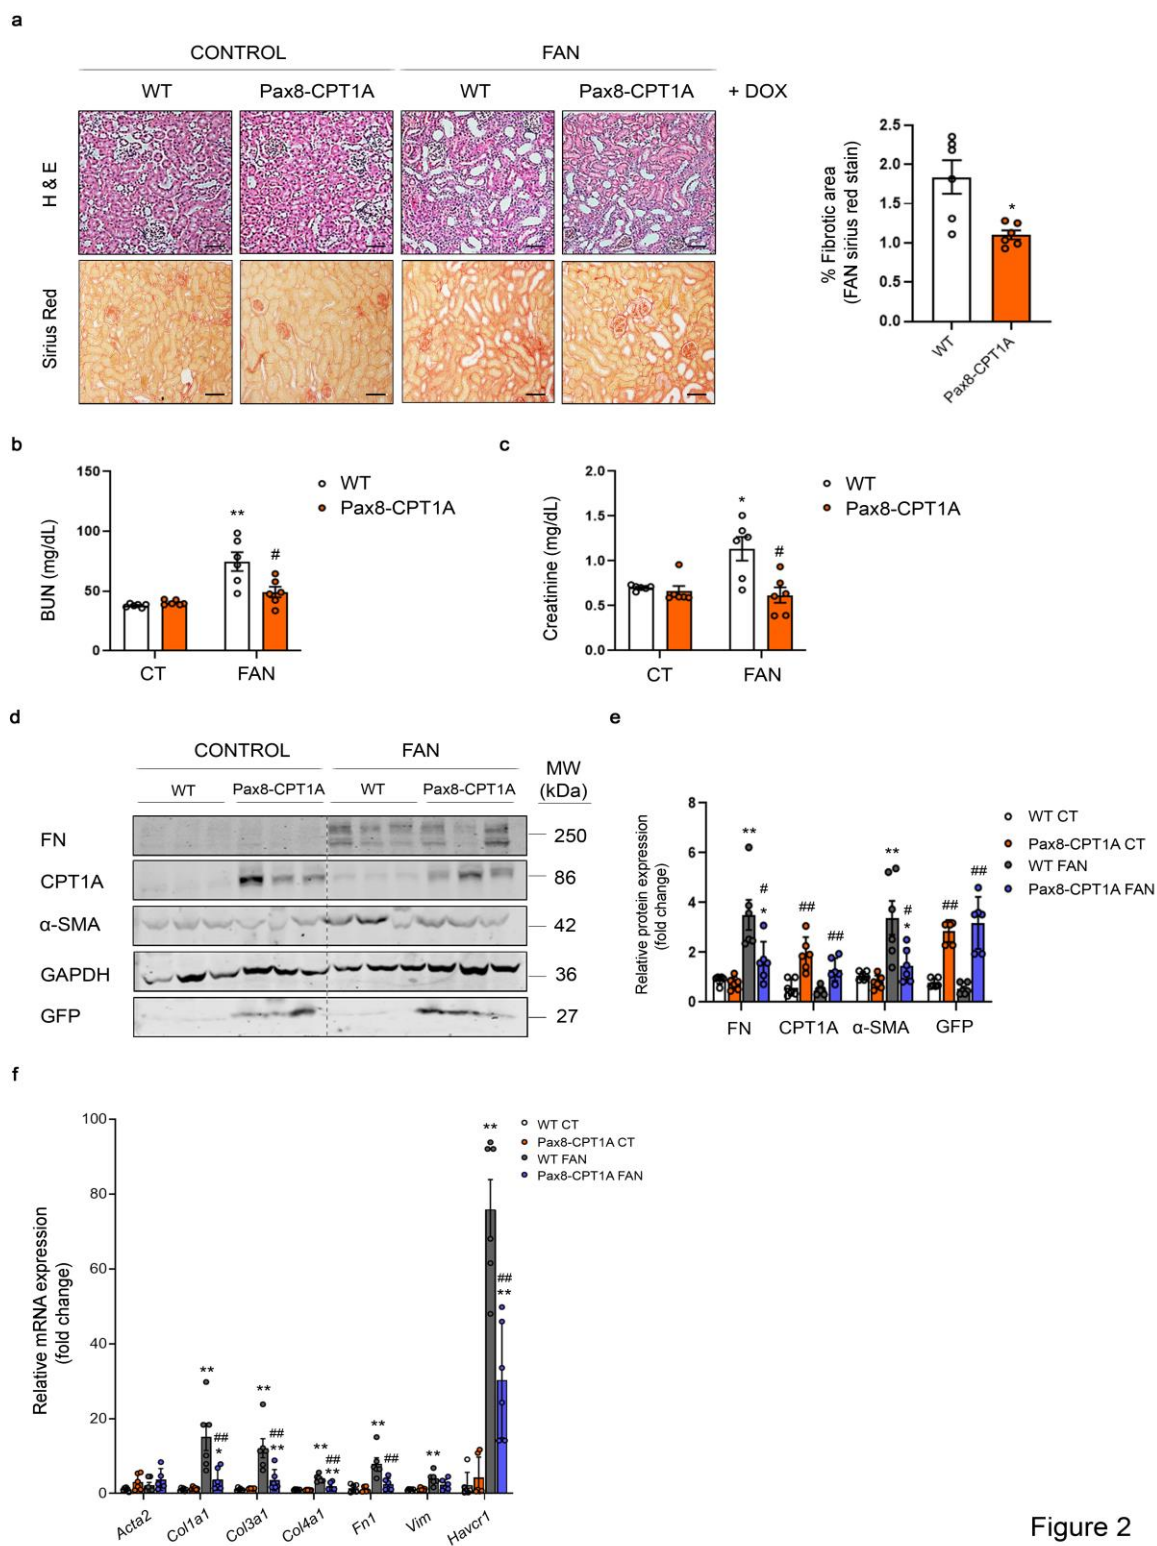 a
CONTROL FAN
WT Pax8-CPT1A WT Pax8-CPT1A + DOX
H & E
Sirius Red
% Fibrotic area
(FAN sirius red stain)
2.5
2.0
1.5
1.0
0.5
0.0
*
WT
Pax8-CPT1A
b
BUN (mg/dL)
150
100
50
0
**
#
CT FAN
WT
Pax8-CPT1A
c
Creatinine (mg/dL)
2.0
1.5
1.0
0.5
0.0
*
#
CT FAN
WT
Pax8-CPT1A
d
CONTROL FAN
MW
(kDa)
WT Pax8-CPT1A WT Pax8-CPT1A
FN 250
CPT1A 86
α-SMA 42
GAPDH 36
GFP 27
e
Relative protein expression
(fold change)
8
6
4
2
0
**
#
*
##
##
**
#
*
##
##
FN CPT1A α-SMA GFP
WT CT
Pax8-CPT1A CT
WT FAN
Pax8-CPT1A FAN
f
Relative mRNA expression
(fold change)
100
80
60
40
20
0
**
##
*
**
##
**
**
##
**
**
##
**
**
##
**
Acta2
Col1a1
Col3a1
Col4a1
Fn1
Vim
Havcr1
WT CT
Pax8-CPT1A CT
WT FAN
Pax8-CPT1A FAN
Figure 2